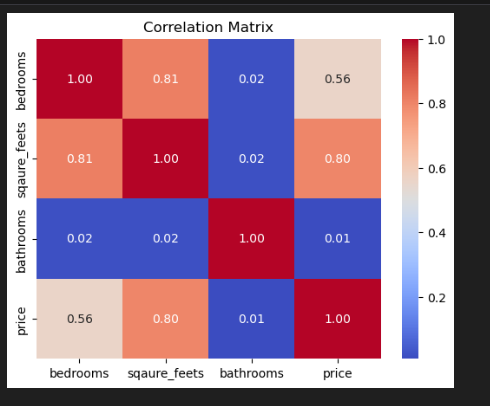 Correlation Matrix
bedrooms 1.00 0.81 0.02 0.56
sqaure_feets 0.81 1.00 0.02 0.80
bathrooms 0.02 0.02 1.00 0.01
price 0.56 0.80 0.01 1.00
bedrooms sqaure_feets bathrooms price
1.0
0.8
0.6
0.4
0.2